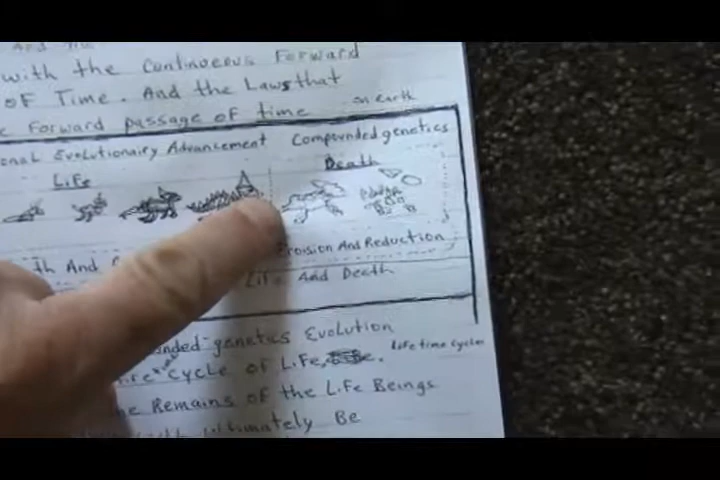 with the Continueous Forward
OF Time. And the Laws that
Forward passage of time on earth
Evolutionairy Advancement Compounded genetics
Life Death
th And Eroision And Reduction
Life And Death
genetics Evolution
cycle of Life. Life time cycles
Remains of the Life Beings
Ultimately Be